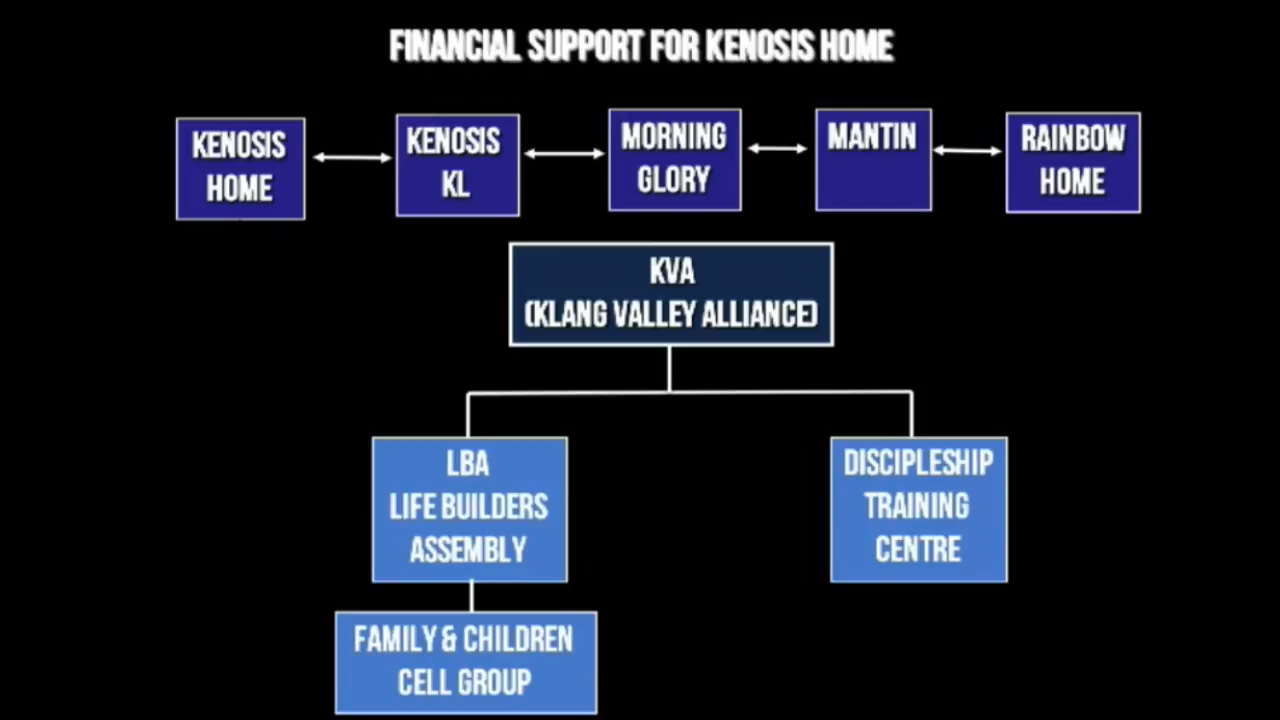 FINANCIAL SUPPORT FOR KENOSIS HOME
KENOSIS
HOME
KENOSIS
KL
MORNING
GLORY
MANTIN
RAINBOW
HOME
KVA
(KLANG VALLEY ALLIANCE)
LBA
LIFE BUILDERS
ASSEMBLY
DISCIPLESHIP
TRAINING
CENTRE
FAMILY & CHILDREN
CELL GROUP